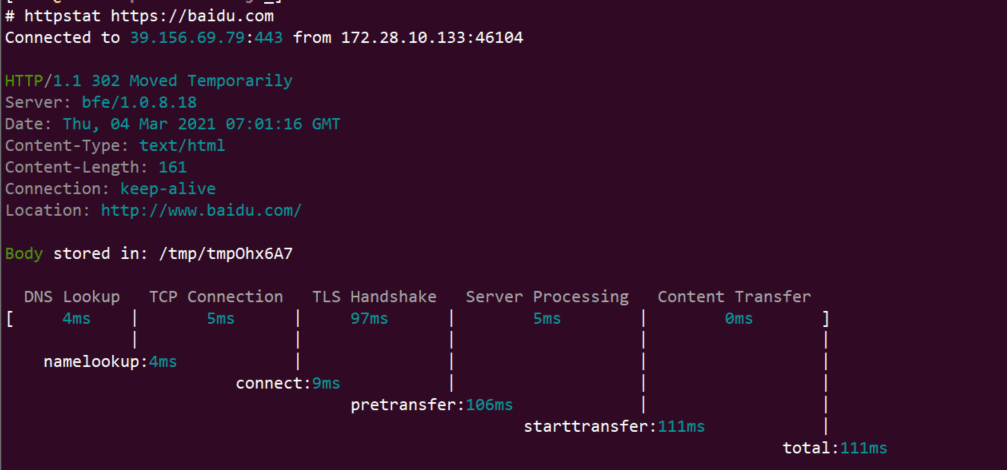 # httpstat https://baidu.com
Connected to 39.156.69.79:443 from 172.28.10.133:46104
HTTP/1.1 302 Moved Temporarily
Server: bfe/1.0.8.18
Date: Thu, 04 Mar 2021 07:01:16 GMT
Content-Type: text/html
Content-Length: 161
Connection: keep-alive
Location: http://www.baidu.com/
Body stored in: /tmp/tmpOhx6A7
DNS Lookup TCP Connection TLS Handshake Server Processing Content Transfer
[ 4ms | 5ms | 97ms | 5ms | 0ms ]
| | | | |
namelookup:4ms | | | |
connect:9ms | | |
pretransfer:106ms | |
starttransfer:111ms |
total:111ms